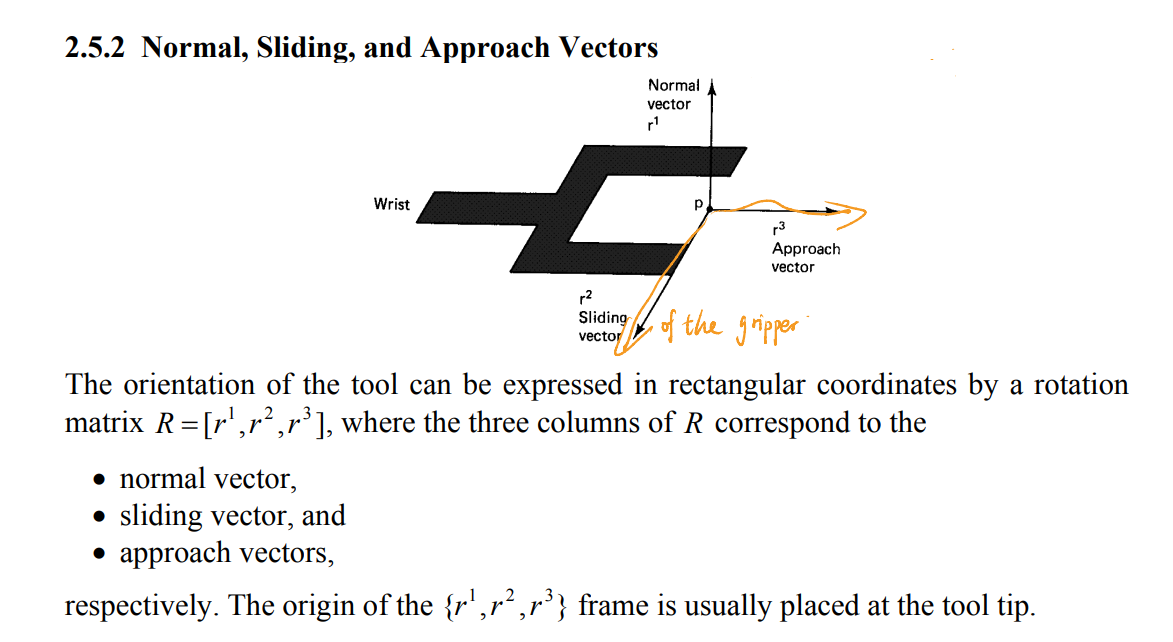 2.5.2 Normal, Sliding, and Approach Vectors
Normal
vector
r¹
Wrist
p
r³
Approach
vector
r²
Sliding
vector
of the gripper
The orientation of the tool can be expressed in rectangular coordinates by a rotation
matrix R=[r¹,r²,r³], where the three columns of R correspond to the
• normal vector,
• sliding vector, and
• approach vectors,
respectively. The origin of the {r¹,r²,r³} frame is usually placed at the tool tip.